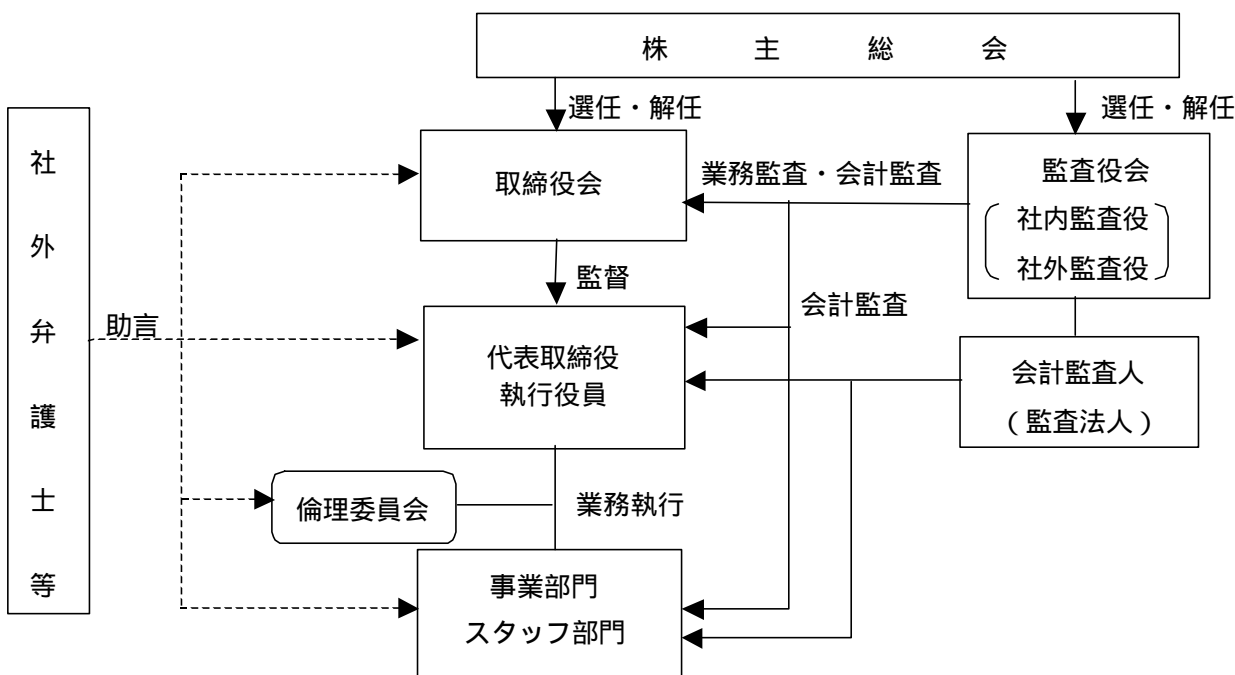 株主総会
選任・解任
選任・解任
社外弁護士等
取締役会
業務監査・会計監査
監査役会
社内監査役
社外監査役
監督
会計監査
助言
代表取締役
執行役員
会計監査人
(監査法人)
倫理委員会
業務執行
事業部門
スタッフ部門